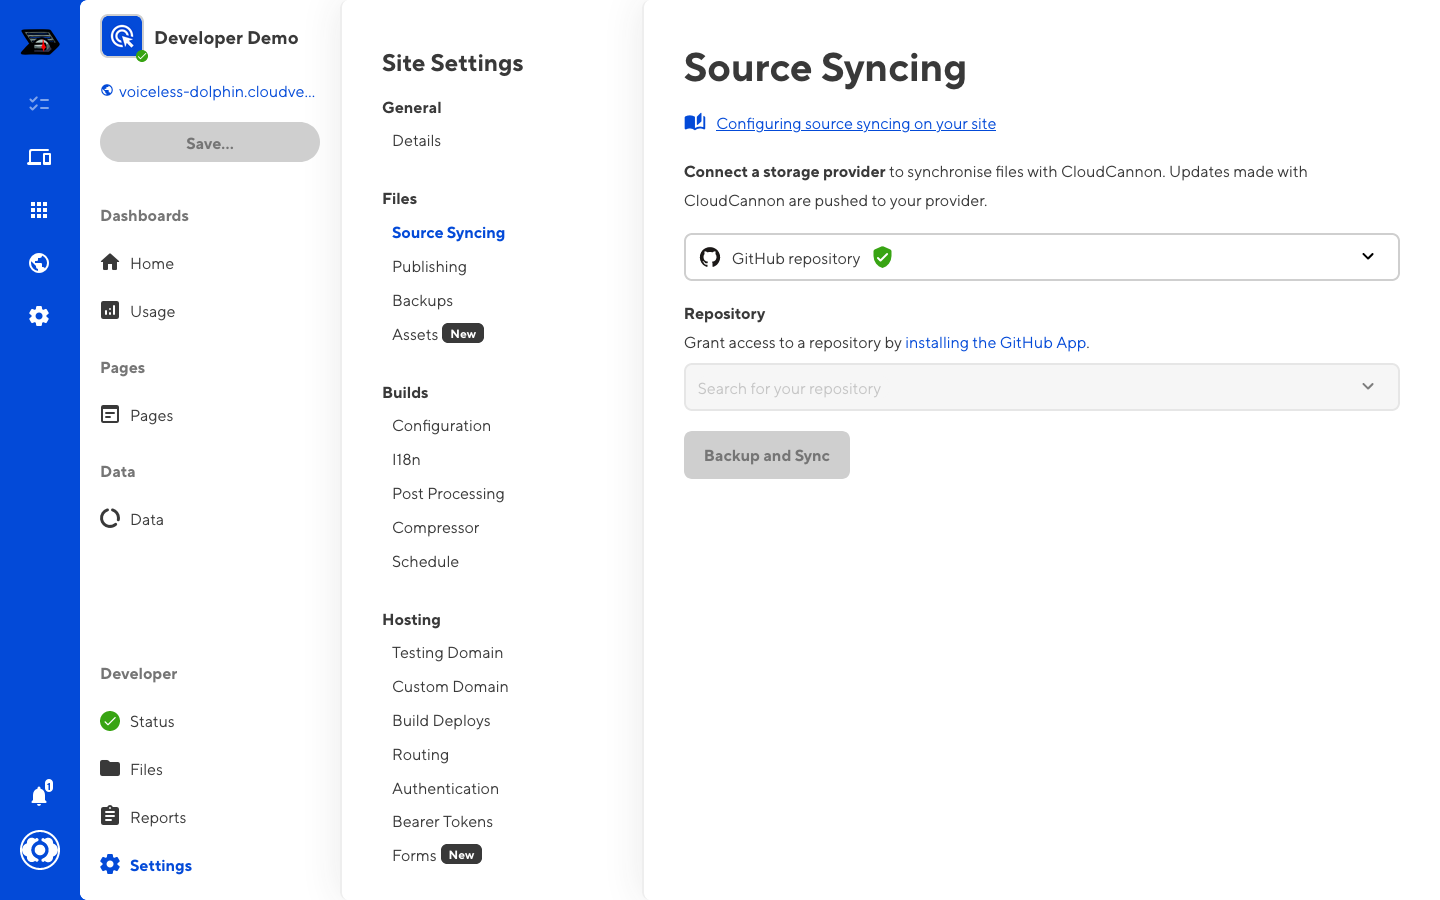 Developer Demo
voiceless-dolphin.cloudve...
Save...
Dashboards
Home
Usage
Pages
Pages
Data
Data
Developer
Status
Files
Reports
Settings
1
Site Settings
General
Details
Files
Source Syncing
Publishing
Backups
Assets New
Builds
Configuration
I18n
Post Processing
Compressor
Schedule
Hosting
Testing Domain
Custom Domain
Build Deploys
Routing
Authentication
Bearer Tokens
Forms New
Source Syncing
Configuring source syncing on your site
Connect a storage provider to synchronise files with CloudCannon. Updates made with
CloudCannon are pushed to your provider.
GitHub repository
Repository
Grant access to a repository by installing the GitHub App.
Search for your repository
Backup and Sync